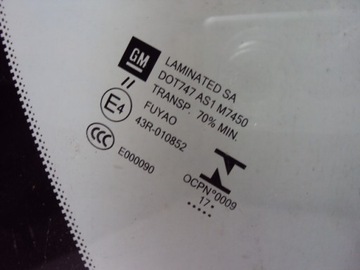 GM
LAMINATED SA
DOT747 AS1 M7450
TRANSP. 70% MIN.
//
E4
FUYAO
43R-010852
CCC
E000090
OCPN°0009
17.
.....